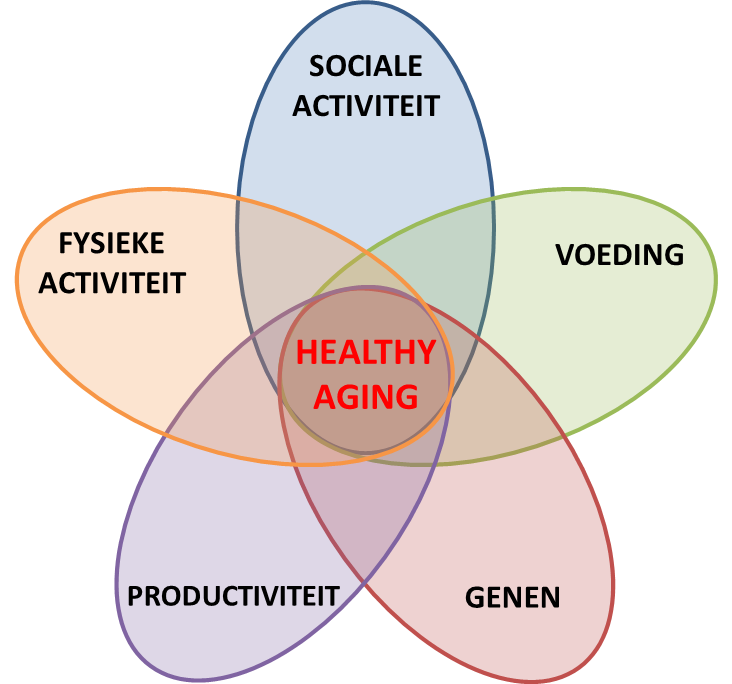 SOCIALE
ACTIVITEIT
FYSIEKE
ACTIVITEIT
VOEDING
HEALTHY
AGING
PRODUCTIVITEIT
GENEN